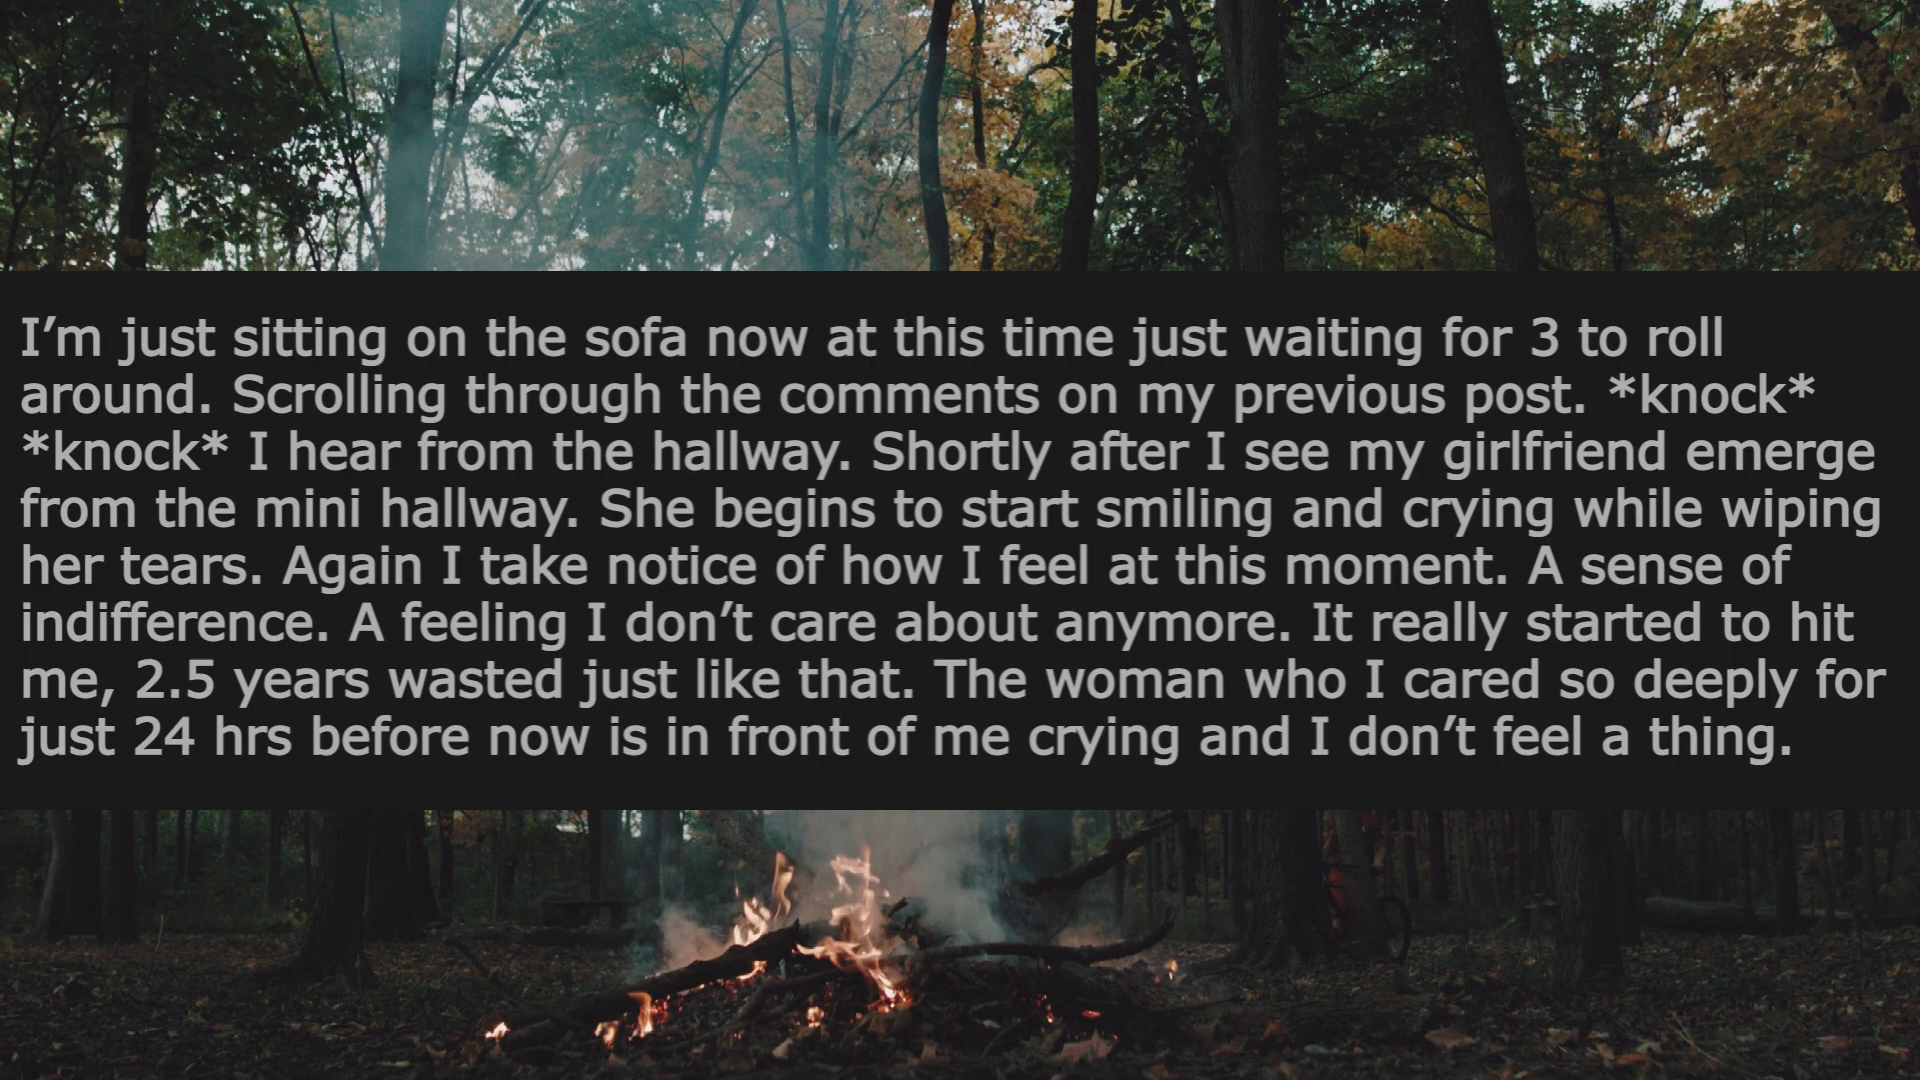 I’m just sitting on the sofa now at this time just waiting for 3 to roll
around. Scrolling through the comments on my previous post. *knock*
*knock* I hear from the hallway. Shortly after I see my girlfriend emerge
from the mini hallway. She begins to start smiling and crying while wiping
her tears. Again I take notice of how I feel at this moment. A sense of
indifference. A feeling I don’t care about anymore. It really started to hit
me, 2.5 years wasted just like that. The woman who I cared so deeply for
just 24 hrs before now is in front of me crying and I don’t feel a thing.